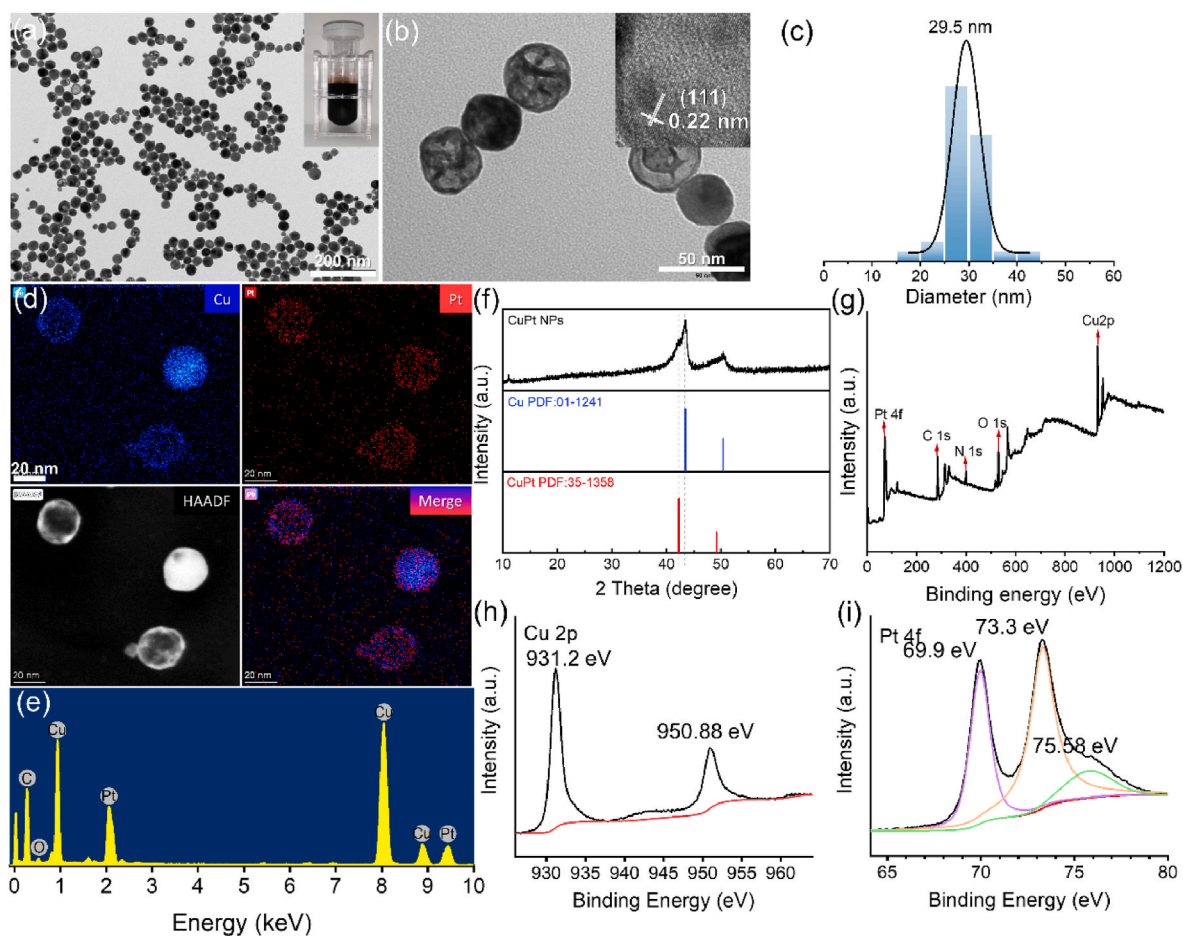 (a)
200 nm
(b)
(111)
0.22 nm
50 nm
50 nm
(c)
29.5 nm
0 10 20 30 40 50 60
Diameter (nm)
(d)
Cu
20 nm
Pt
Pt
20 nm
HAADF
20 nm
Merge
20 nm
(e)
Cu
C
O
Pt
Cu
Cu
Pt
0 1 2 3 4 5 6 7 8 9 10
Energy (keV)
(f)
CuPt NPs
Cu PDF:01-1241
CuPt PDF:35-1358
Intensity (a.u.)
10 20 30 40 50 60 70
2 Theta (degree)
(g)
Cu2p
Pt 4f
C 1s
N 1s
O 1s
Intensity (a.u.)
0 200 400 600 800 1000 1200
Binding energy (eV)
(h)
Cu 2p
931.2 eV
950.88 eV
Intensity (a.u.)
930 935 940 945 950 955 960
Binding Energy (eV)
(i)
Pt 4f
73.3 eV
69.9 eV
75.58 eV
Intensity (a.u.)
65 70 75 80
Binding Energy (eV)